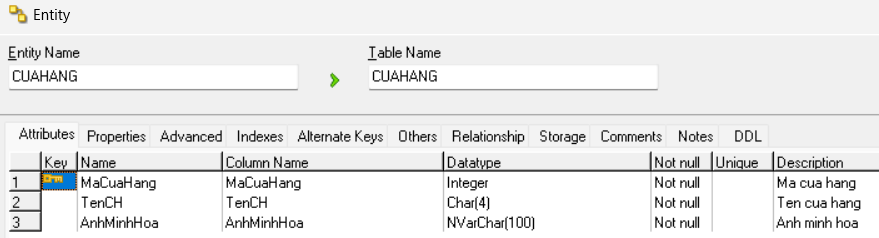 Entity
Entity Name Table Name
CUAHANG CUAHANG
Attributes Properties Advanced Indexes Alternate Keys Others Relationship Storage Comments Notes DDL
Key Name Column Name Datatype Not null Unique Description
1 MaCuaHang MaCuaHang Integer Not null Ma cua hang
2 TenCH TenCH Char(4) Not null Ten cua hang
3 AnhMinhHoa AnhMinhHoa NVarChar(100) Not null Anh minh hoa